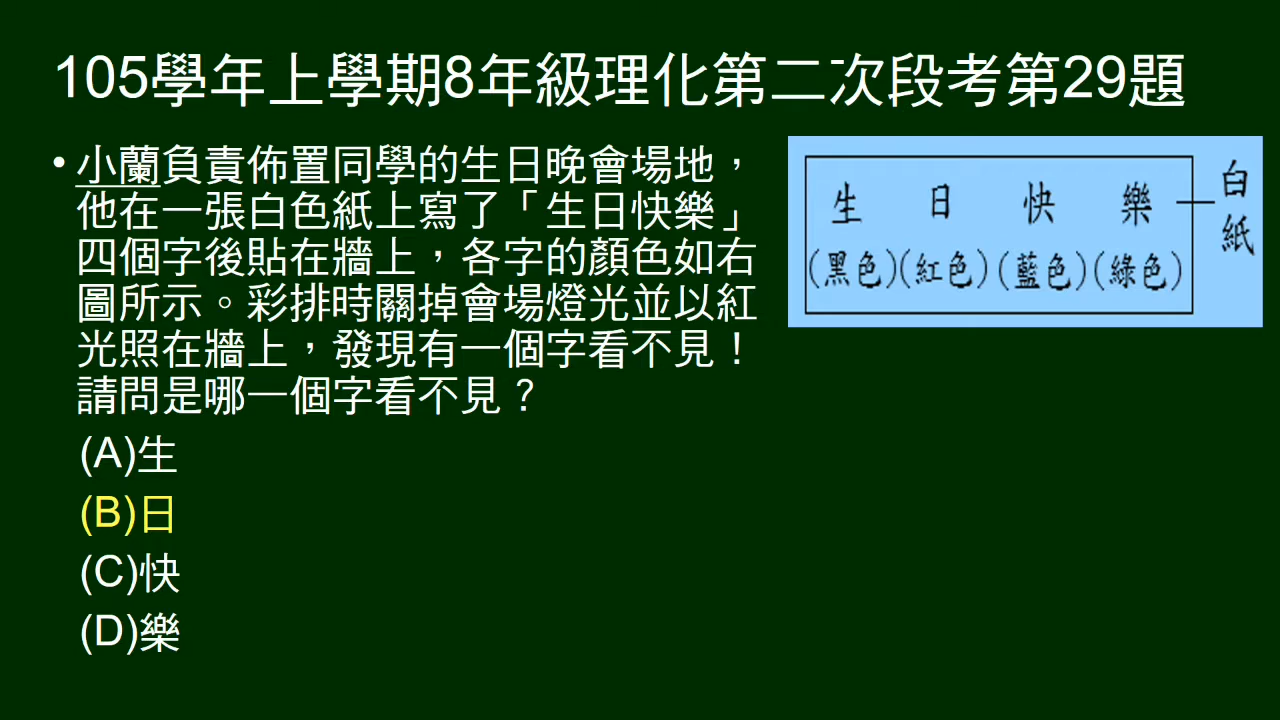 105學年上學期8年級理化第二次段考第29題
• 小蘭負責佈置同學的生日晚會場地，
他在一張白色紙上寫了「生日快樂」
四個字後貼在牆上，各字的顏色如右
圖所示。彩排時關掉會場燈光並以紅
光照在牆上，發現有一個字看不見！
請問是哪一個字看不見？
(A)生
(B)日
(C)快
(D)樂
生 日 快 樂
(黑色)(紅色)(藍色)(綠色)
白紙